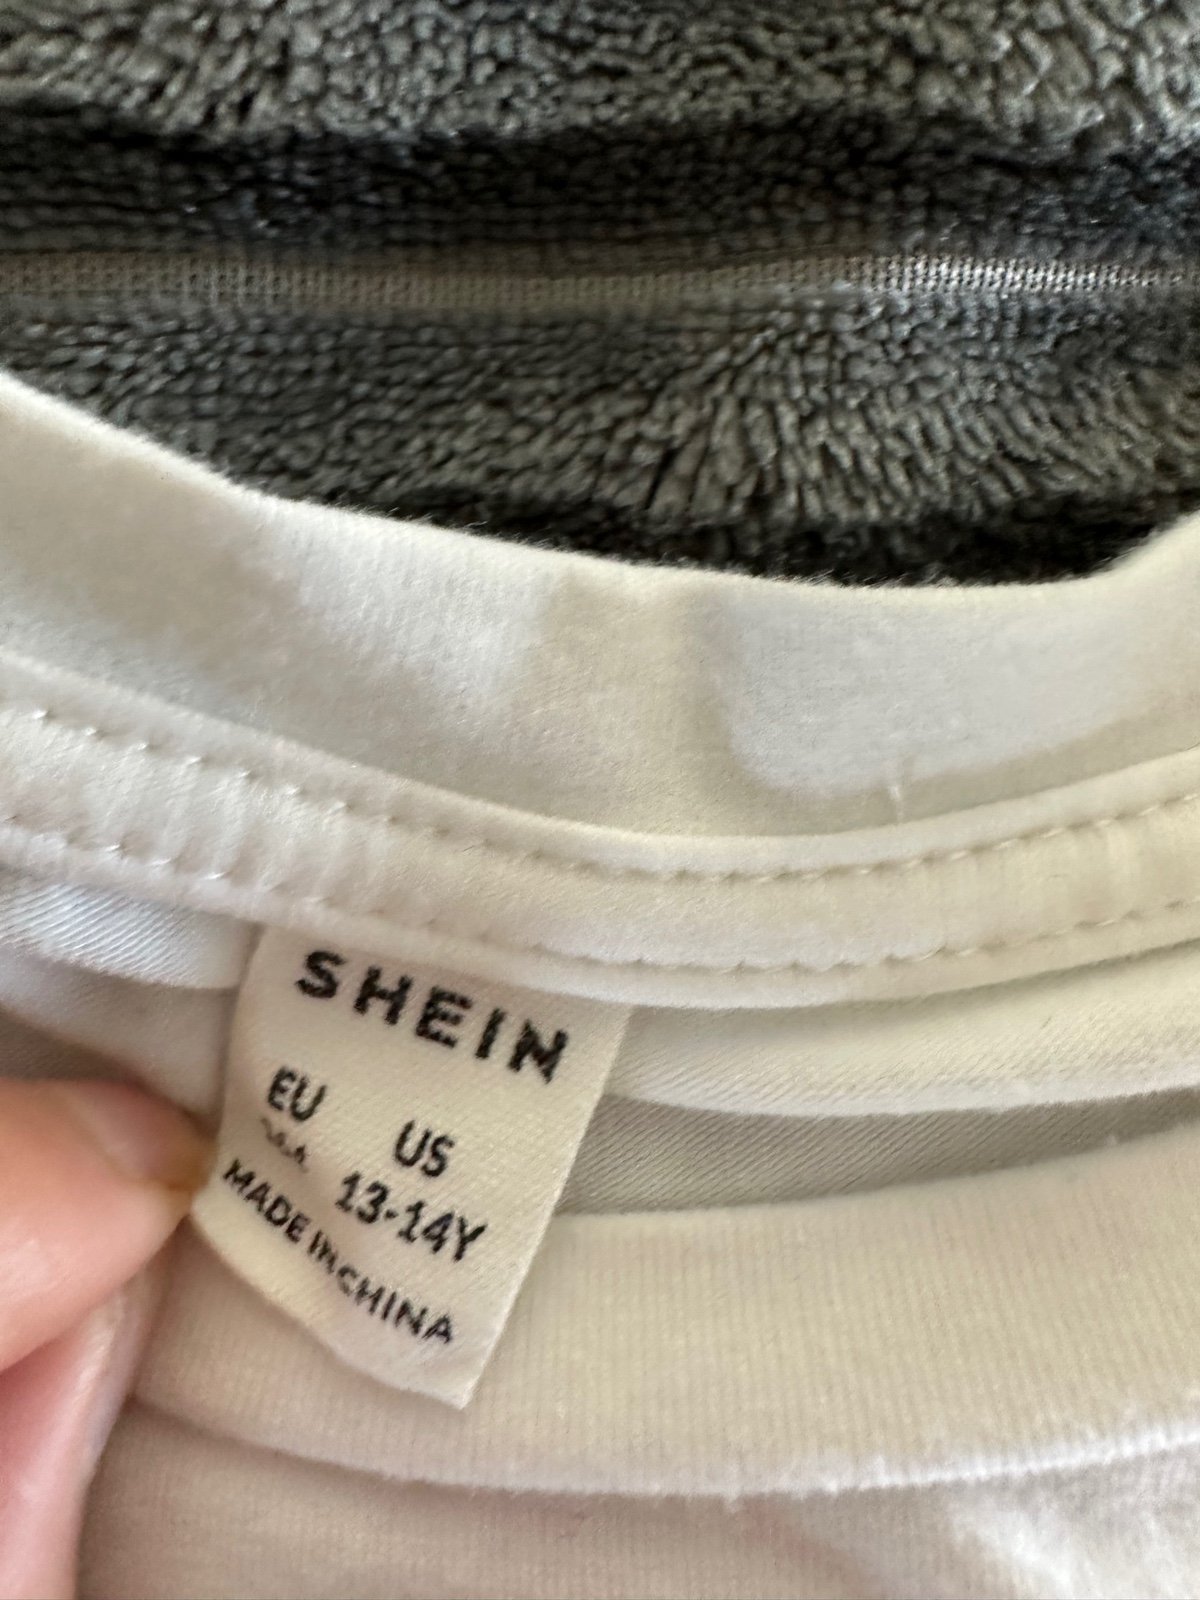 SHEIN
EU US
13-14Y
MADE IN CHINA